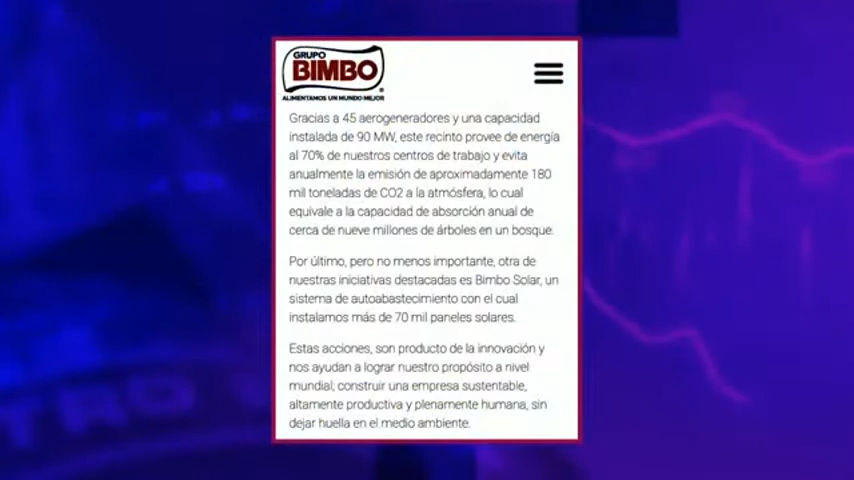 GRUPO
BIMBO
®
ALIMENTAMOS UN MUNDO MEJOR
Gracias a 45 aerogeneradores y una capacidad
instalada de 90 MW, este recinto provee de energía
al 70% de nuestros centros de trabajo y evita
anualmente la emisión de aproximadamente 180
mil toneladas de CO2 a la atmósfera, lo cual
equivale a la capacidad de absorción anual de
cerca de nueve millones de árboles en un bosque.
Por último, pero no menos importante, otra de
nuestras iniciativas destacadas es Bimbo Solar, un
sistema de autoabastecimiento con el cual
instalamos más de 70 mil paneles solares.
Estas acciones, son producto de la innovación y
nos ayudan a lograr nuestro propósito a nivel
mundial; construir una empresa sustentable,
altamente productiva y plenamente humana, sin
dejar huella en el medio ambiente.